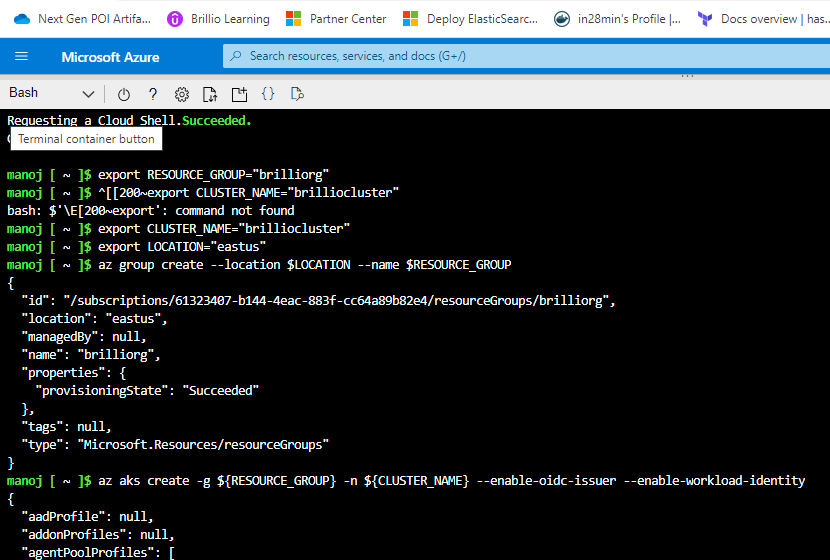 Next Gen POI Artifa... Brillio Learning Partner Center Deploy ElasticSearc... in28min's Profile |... Docs overview | has..
Microsoft Azure Search resources, services, and docs (G+/)
...
Bash ? {}
Requesting a Cloud Shell.Succeeded.
Terminal container button
manoj [ ~ ]$ export RESOURCE_GROUP="brilliorg"
manoj [ ~ ]$ ^[[200~export CLUSTER_NAME="brilliocluster"
bash: $'\E[200~export': command not found
manoj [ ~ ]$ export CLUSTER_NAME="brilliocluster"
manoj [ ~ ]$ export LOCATION="eastus"
manoj [ ~ ]$ az group create --location $LOCATION --name $RESOURCE_GROUP
{
  "id": "/subscriptions/61323407-b144-4eac-883f-cc64a89b82e4/resourceGroups/brilliorg",
  "location": "eastus",
  "managedBy": null,
  "name": "brilliorg",
  "properties": {
    "provisioningState": "Succeeded"
  },
  "tags": null,
  "type": "Microsoft.Resources/resourceGroups"
}
manoj [ ~ ]$ az aks create -g ${RESOURCE_GROUP} -n ${CLUSTER_NAME} --enable-oidc-issuer --enable-workload-identity
{
  "aadProfile": null,
  "addonProfiles": null,
  "agentPoolProfiles": [